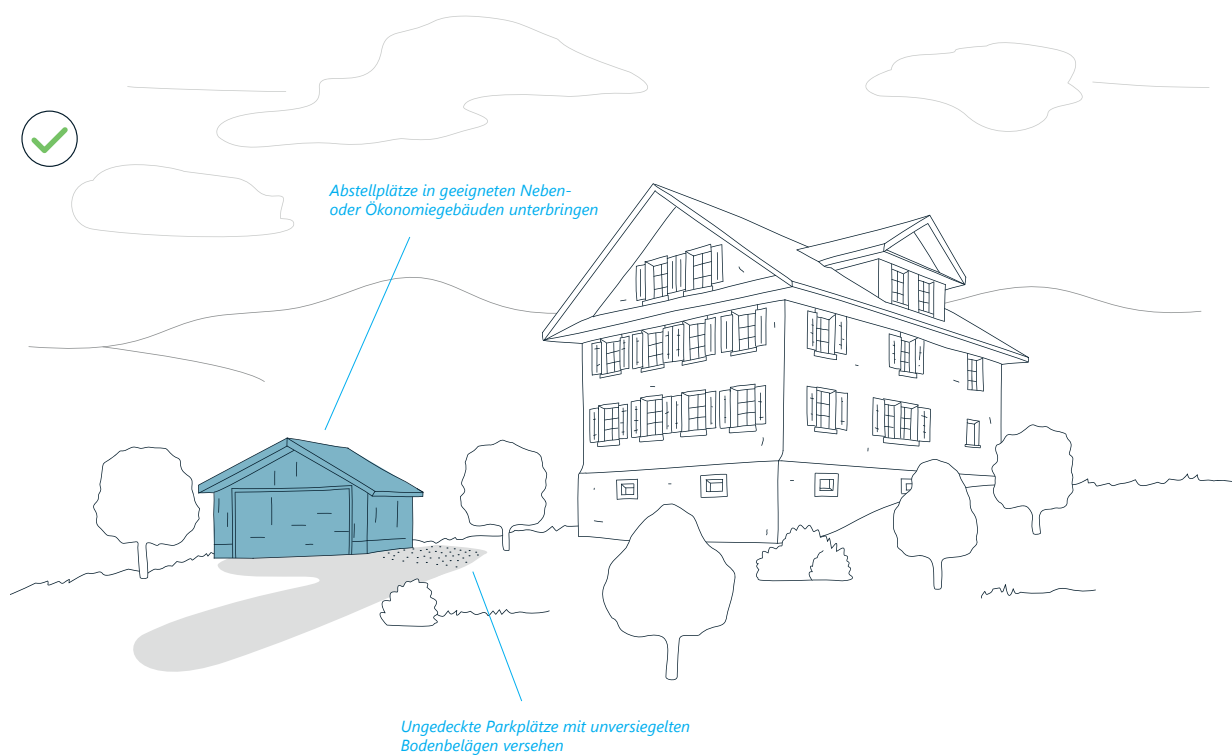 Abstellplätze in geeigneten Neben-
oder Ökonomiegebäuden unterbringen
Ungedeckte Parkplätze mit unversiegelten
Bodenbelägen versehen